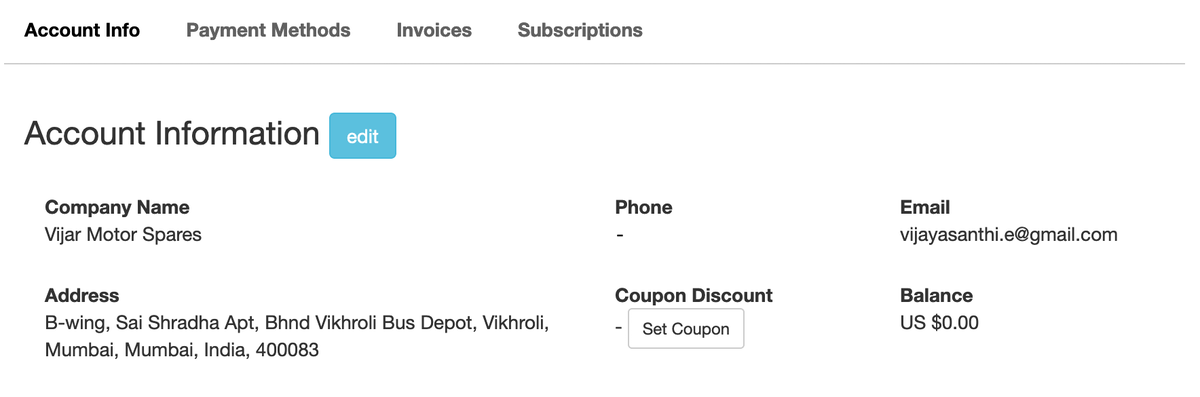 Account Info Payment Methods Invoices Subscriptions
Account Information edit
Company Name
Vijar Motor Spares
Phone
-
Email
vijayasanthi.e@gmail.com
Address
B-wing, Sai Shradha Apt, Bhnd Vikhroli Bus Depot, Vikhroli,
Mumbai, Mumbai, India, 400083
Coupon Discount
- Set Coupon
Balance
US $0.00